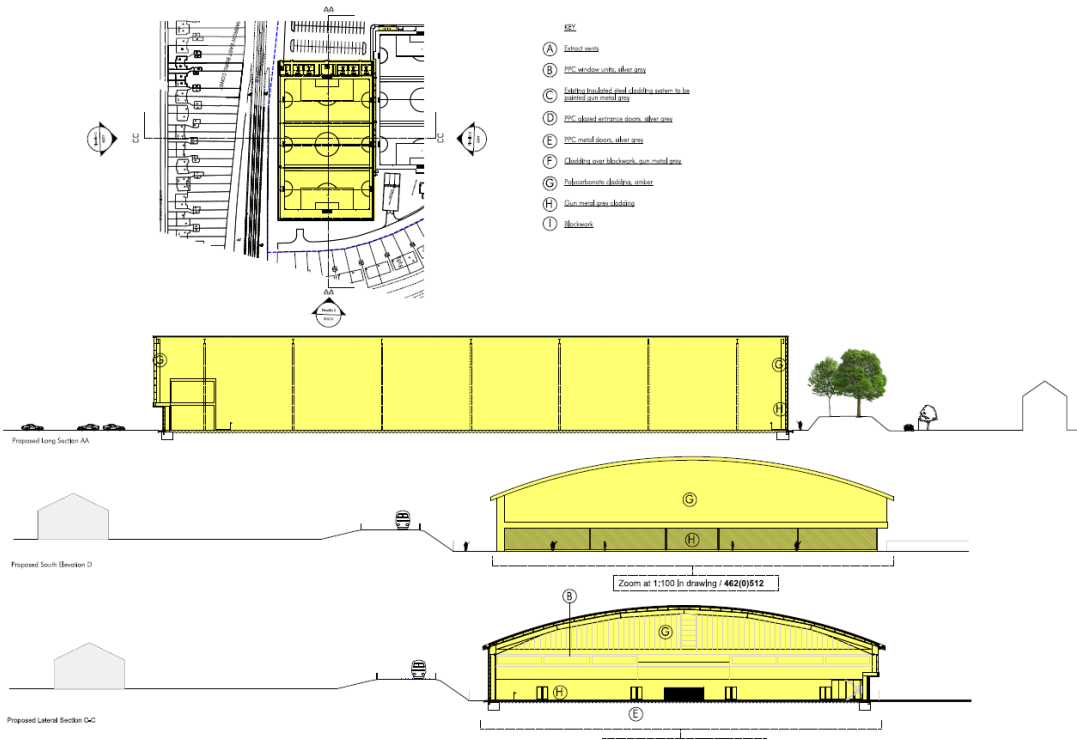 AA
KEY
A Extract vents
B PPC window units, silver grey
C Existing insulated steel cladding system to be
painted gun metal grey
D PPC glazed entrance doors, silver grey
E PPC metal doors, silver grey
F Cladding over blockwork, gun metal grey
G Polycarbonate cladding, amber
H Gun metal grey cladding
I Blockwork
CC
CC
AA
G
G
H
Proposed Long Section AA
G
H
Proposed South Elevation D
Zoom at 1:100 in drawing / 462(0)512
B
G
H
E
Proposed Lateral Section C-C